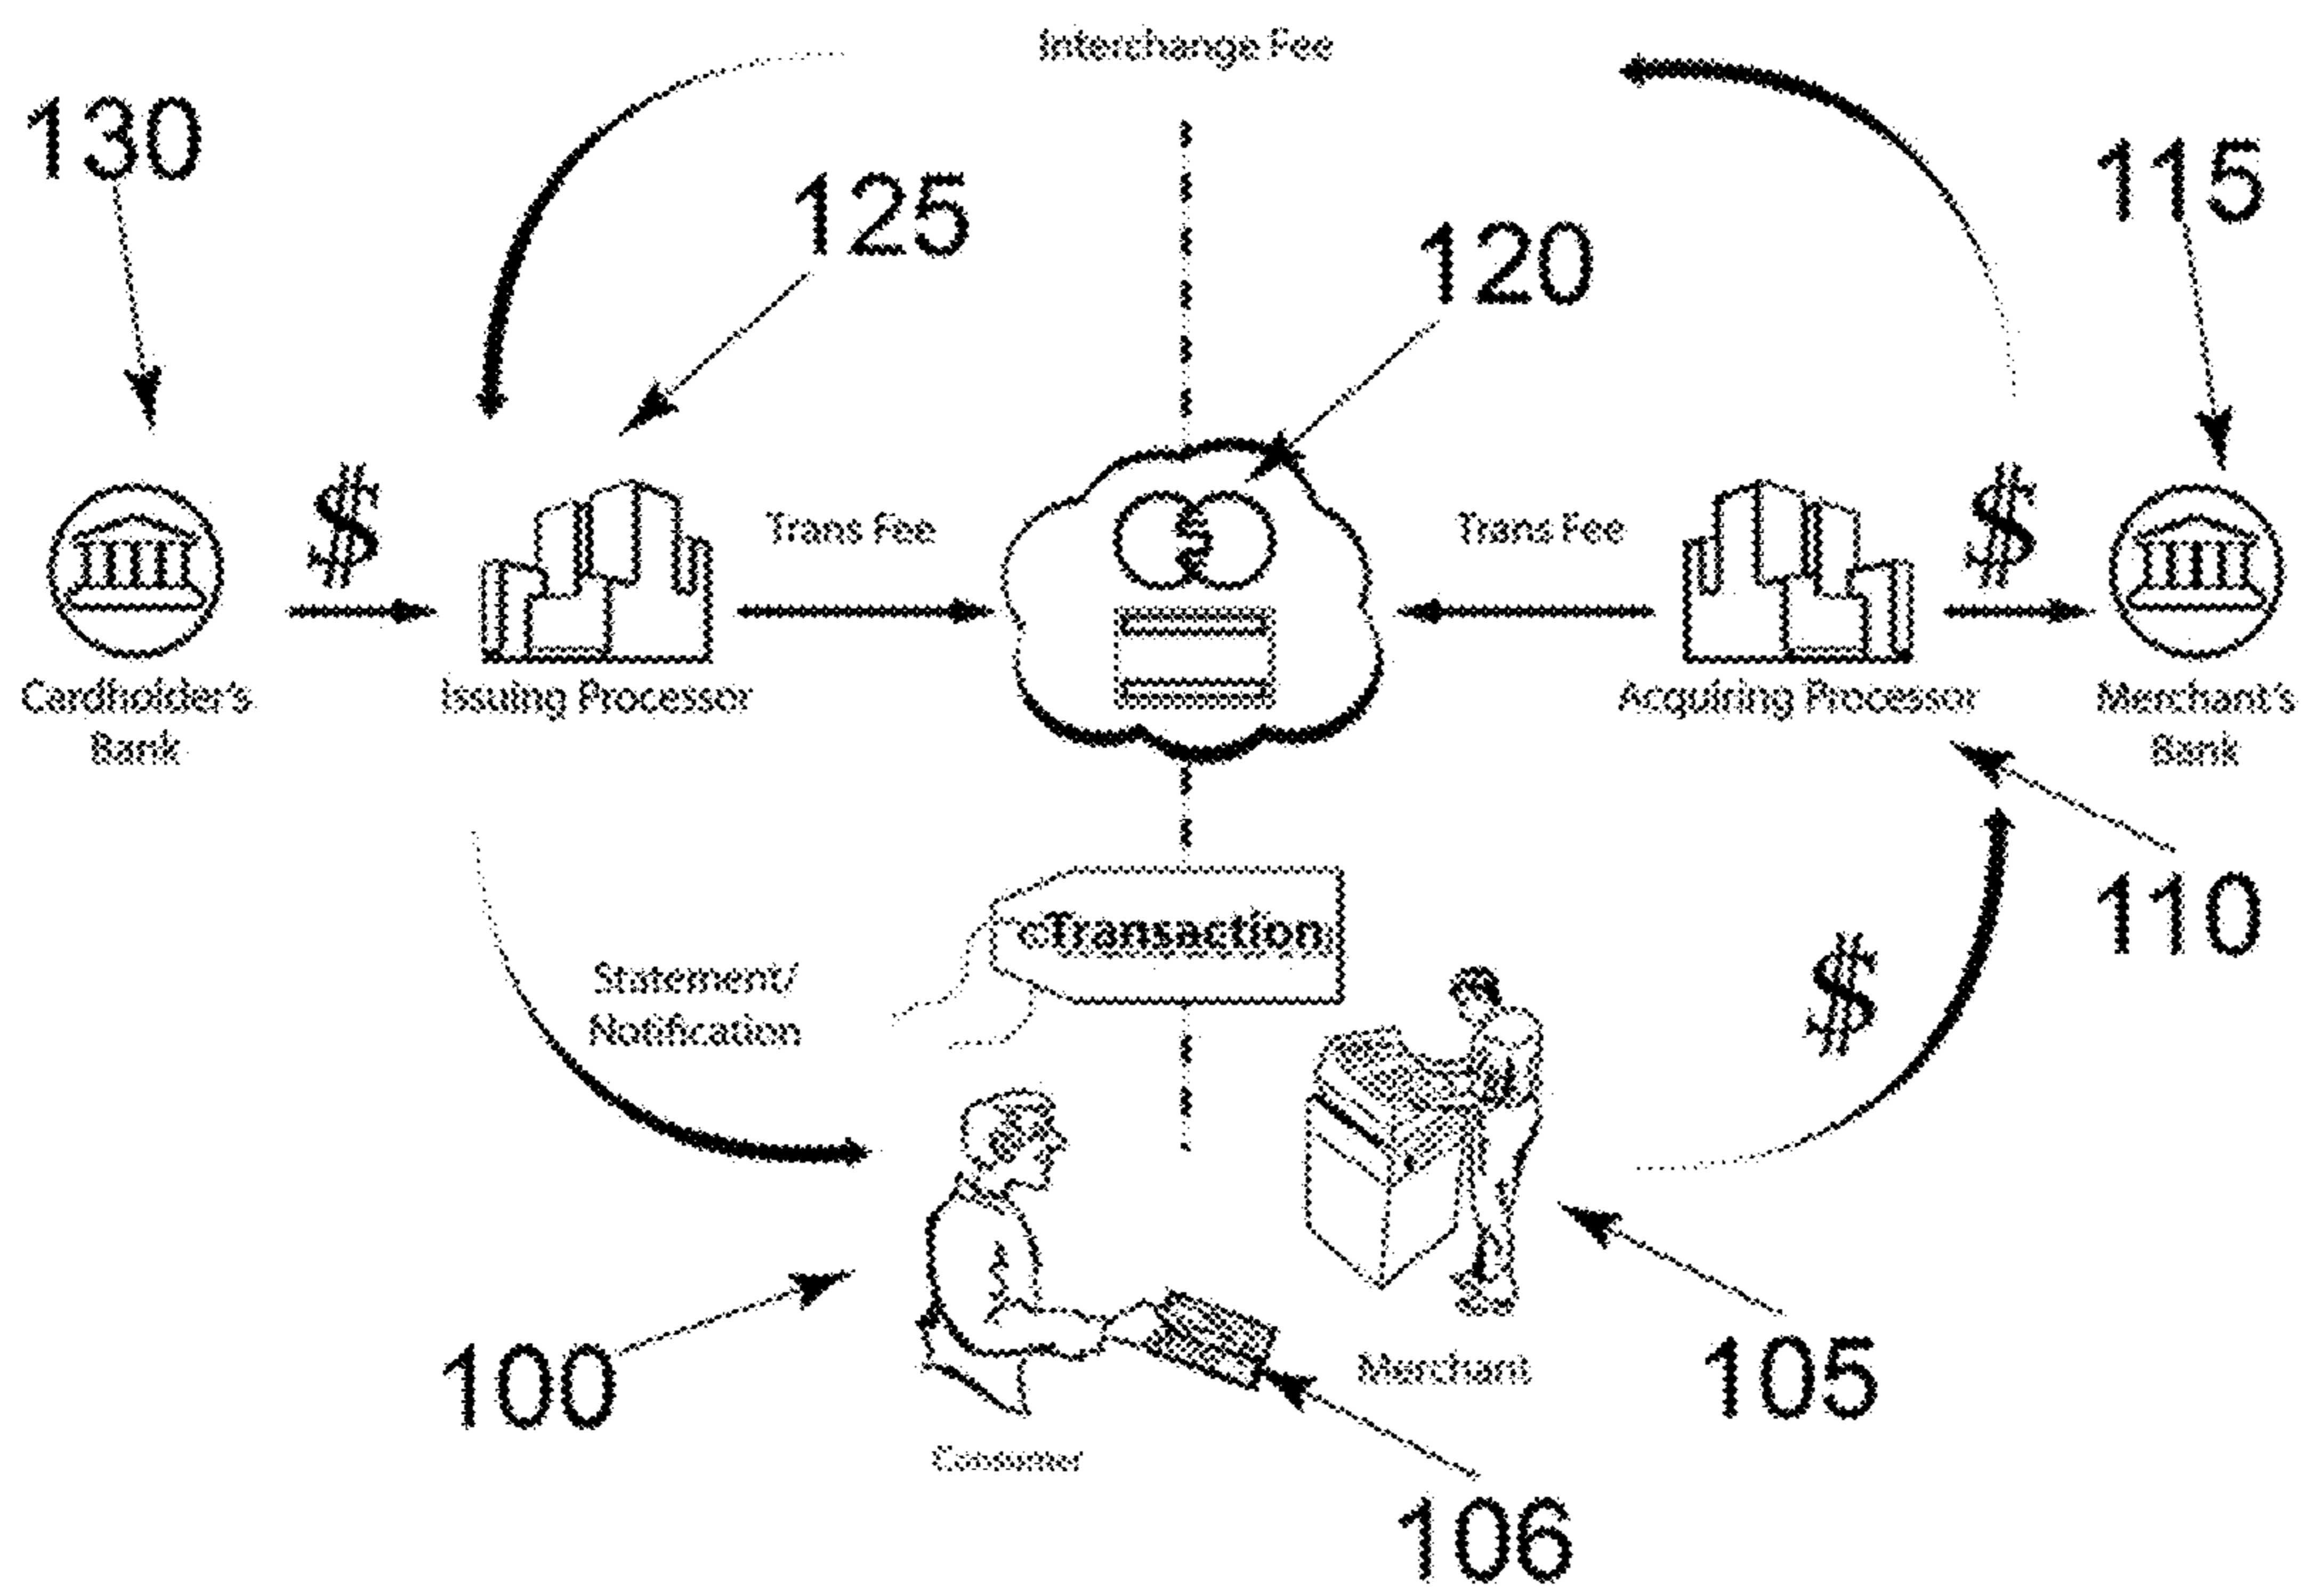 Interchange Fee
130
125
120
115
$
$
Trans Fee
Trans Fee
Cardholder's
Bank
Issuing Processor
Acquiring Processor
Merchant's
Bank
110
eTransaction
$
Statement/
Notification
100
Merchant
105
Consumer
106